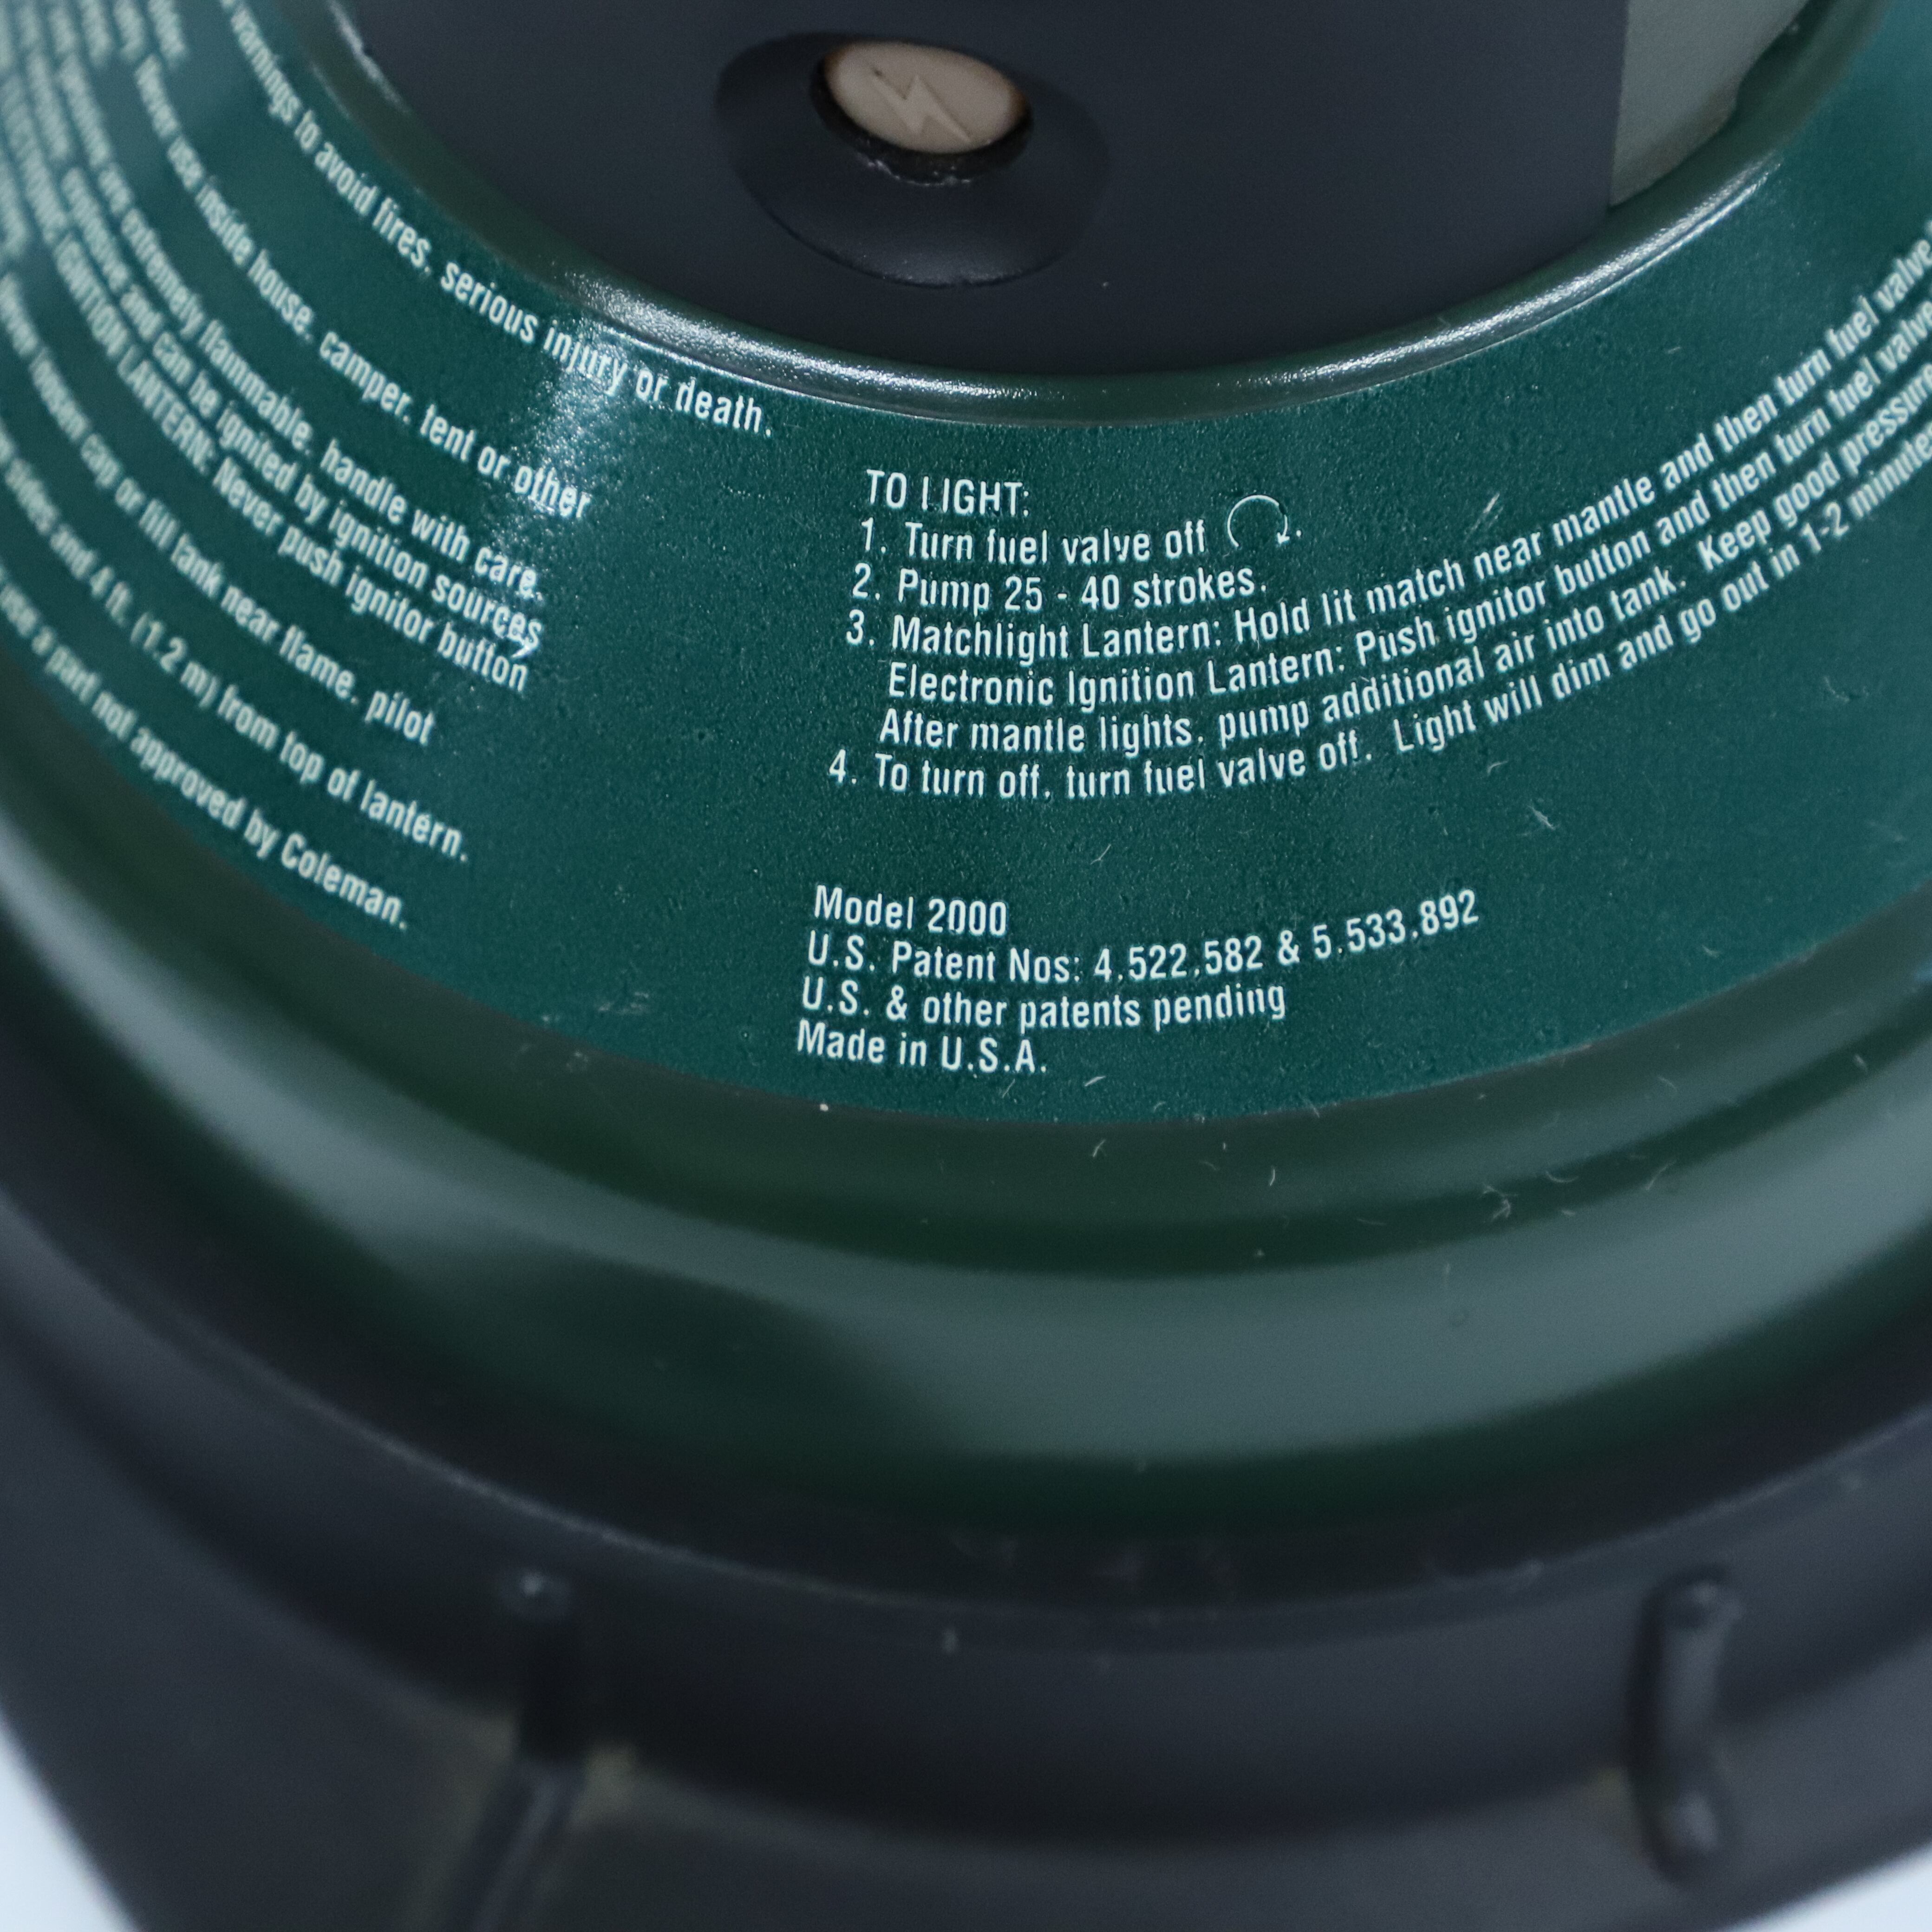 warnings to avoid fires, serious injury or death.
Never use inside house, camper, tent or other
are extremely flammable, handle with care.
explosive and can be ignited by ignition sources
IGNITION LANTERN: Never push ignitor button
cap or fill tank near flame, pilot
sides and 4 ft. (1.2 m) from top of lantern.
use a part not approved by Coleman.
TO LIGHT:
1. Turn fuel valve off .
2. Pump 25 - 40 strokes.
3. Matchlight Lantern: Hold lit match near mantle and then turn fuel valve
Electronic Ignition Lantern: Push ignitor button and then turn fuel valve
After mantle lights, pump additional air into tank. Keep good pressure
4. To turn off, turn fuel valve off. Light will dim and go out in 1-2 minutes
Model 2000
U.S. Patent Nos: 4,522,582 & 5,533,892
U.S. & other patents pending
Made in U.S.A.